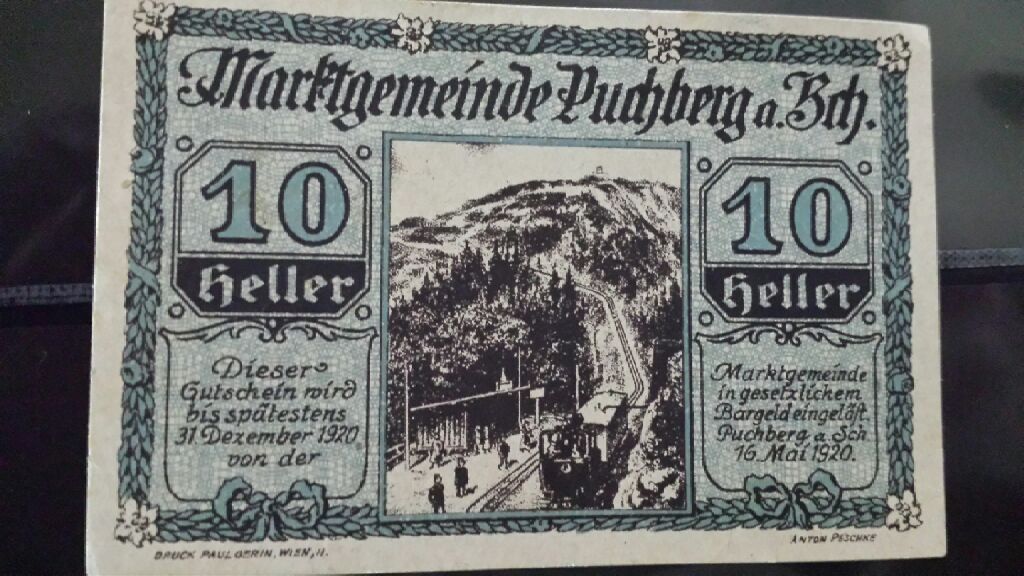 Marktgemeinde Puchberg a. Sch.
10
Heller
10
Heller
Dieser
Gutschein wird
bis spätestens
31. Dezember 1920
von der
Marktgemeinde
in gesetzlichem
Bargeld eingelöst.
Puchberg a Sch
16. Mai 1920.
DRUCK PAUL GERIN, WIEN, II.
ANTON PESCHKE